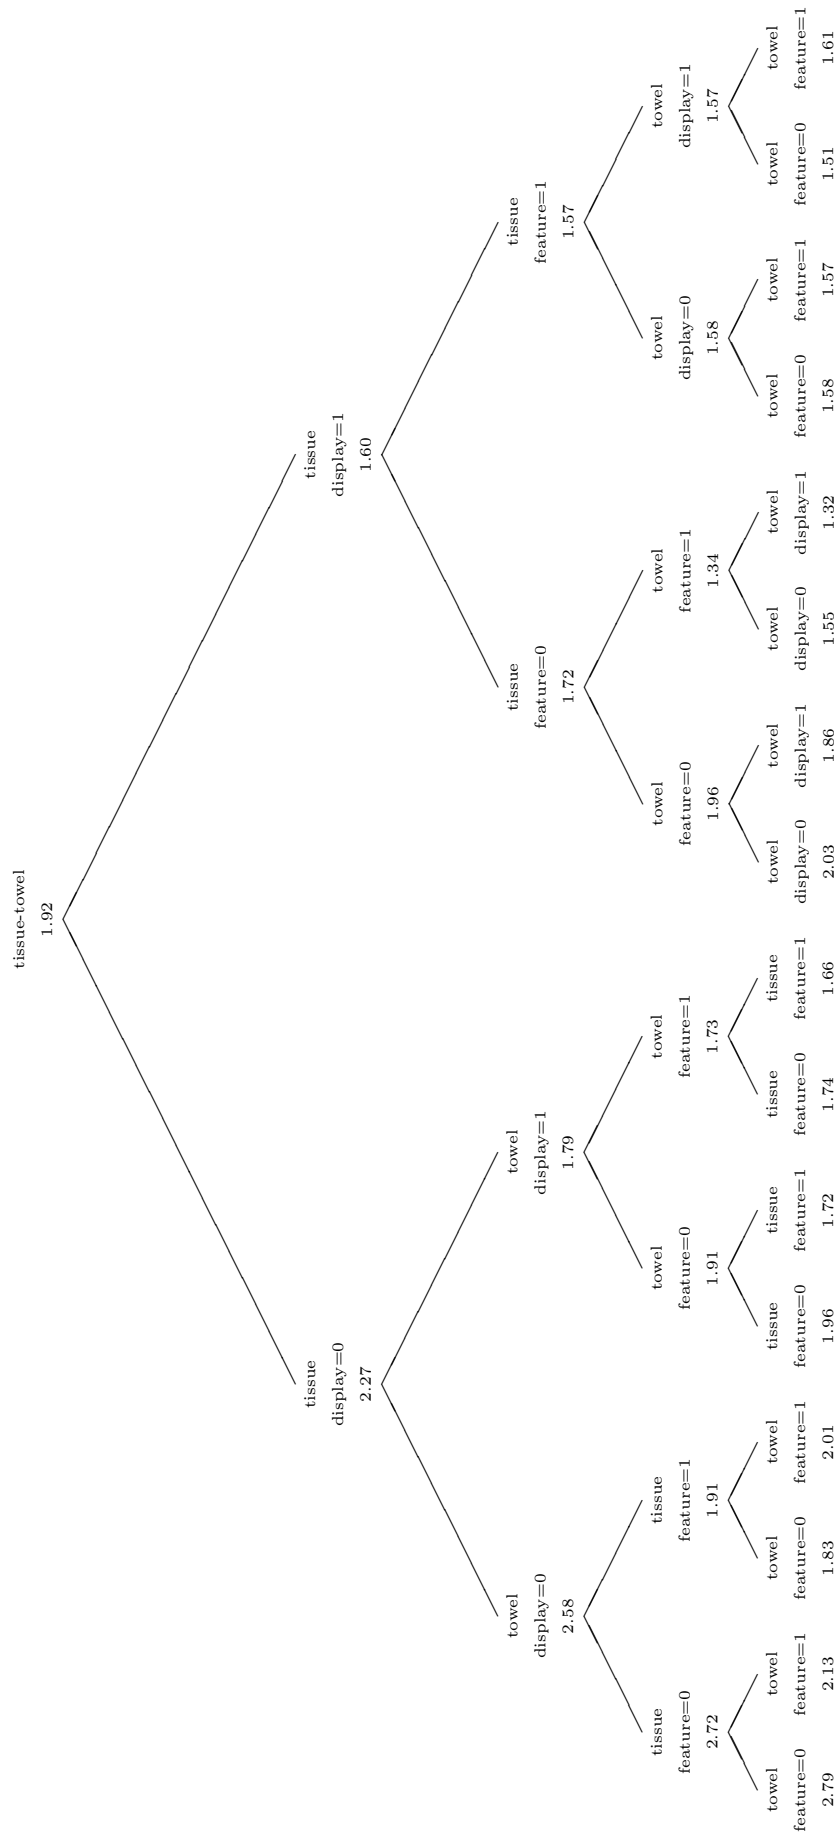 tissue-towel
1.92
tissue
display=0
2.27
tissue
display=1
1.60
towel
display=0
2.58
towel
display=1
1.79
tissue
feature=0
1.72
tissue
feature=1
1.57
tissue
feature=0
2.72
tissue
feature=1
1.91
towel
feature=0
1.91
towel
feature=1
1.73
towel
feature=0
1.96
towel
feature=1
1.34
towel
display=0
1.58
towel
display=1
1.57
towel
feature=0
2.79
towel
feature=1
2.13
towel
feature=0
1.83
towel
feature=1
2.01
tissue
feature=0
1.96
tissue
feature=1
1.72
tissue
feature=0
1.74
tissue
feature=1
1.66
towel
display=0
2.03
towel
display=1
1.86
towel
display=0
1.55
towel
display=1
1.32
towel
feature=0
1.58
towel
feature=1
1.57
towel
feature=0
1.51
towel
feature=1
1.61